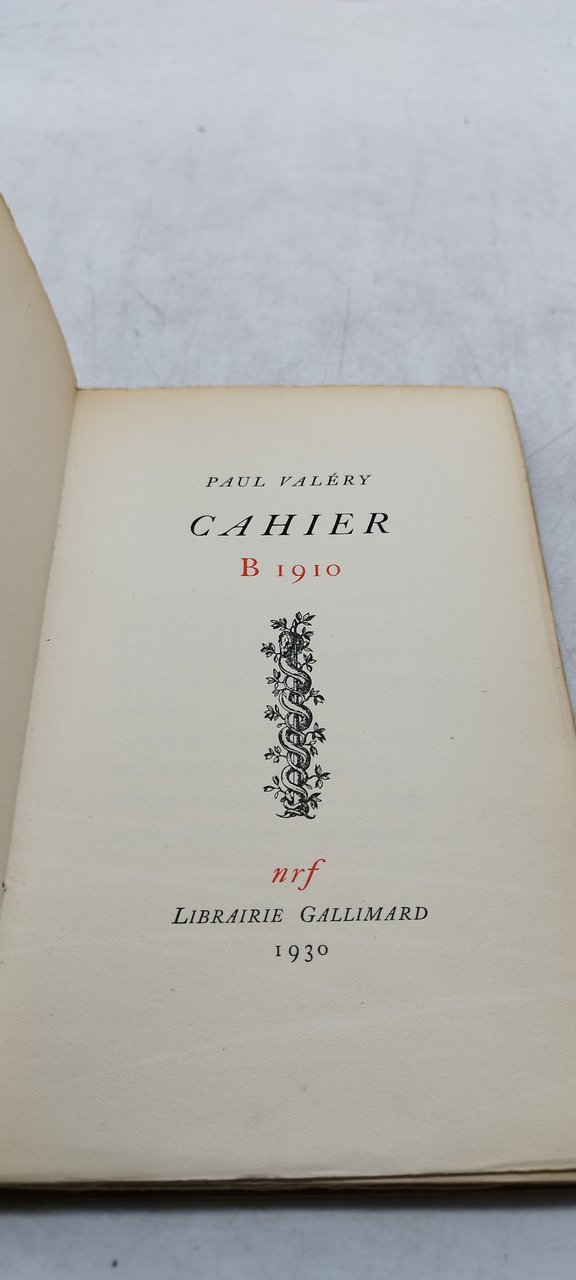 PAUL VALÉRY
CAHIER
B 1910
nrf
LIBRAIRIE GALLIMARD
1930